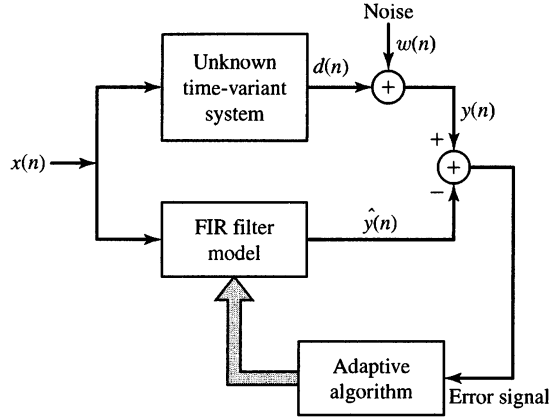 Noise
w(n)
Unknown
time-variant
system
d(n)
+
y(n)
+
+
−
x(n)
FIR filter
model
ŷ(n)
Adaptive
algorithm
Error signal